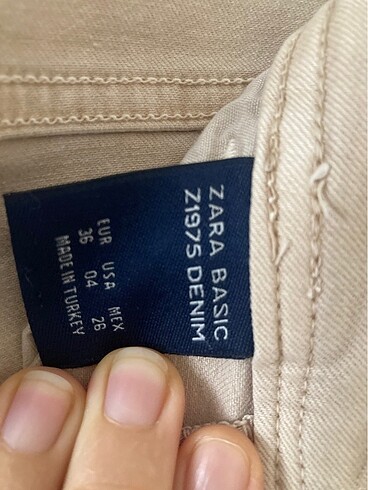 ZARA BASIC
Z1975 DENIM
EUR USA MEX
36 04 26
MADE IN TURKEY